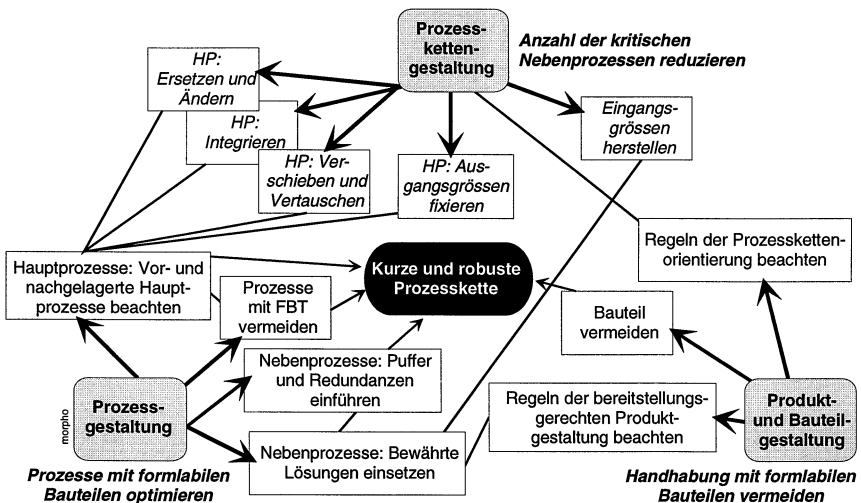 Prozess-
ketten-
gestaltung
Anzahl der kritischen
Nebenprozessen reduzieren
HP:
Ersetzen und
Ändern
HP:
Integrieren
HP: Ver-
schieben und
Vertauschen
HP: Aus-
gangsgrössen
fixieren
Eingangs-
grössen
herstellen
Hauptprozesse: Vor- und
nachgelagerte Haupt-
prozesse beachten
Prozesse
mit FBT
vermeiden
Kurze und robuste
Prozesskette
Regeln der Prozessketten-
orientierung beachten
Bauteil
vermeiden
Nebenprozesse: Puffer
und Redundanzen
einführen
Regeln der bereitstellungs-
gerechten Produkt-
gestaltung beachten
Nebenprozesse: Bewährte
Lösungen einsetzen
morpho
Prozess-
gestaltung
Prozesse mit formlabilen
Bauteilen optimieren
Produkt-
und Bauteil-
gestaltung
Handhabung mit formlabilen
Bauteilen vermeiden